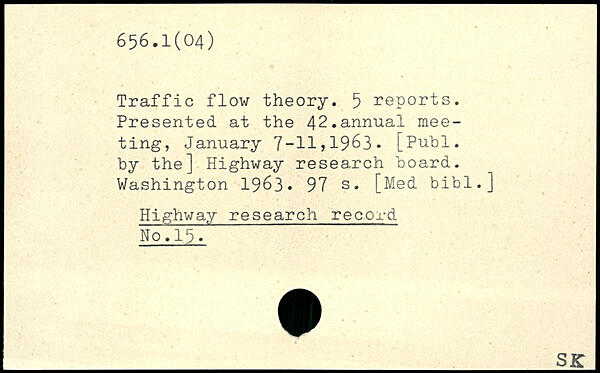 656.1(04)
Traffic flow theory. 5 reports.
Presented at the 42.annual mee-
ting, January 7-11,1963. [Publ.
by the] Highway research board.
Washington 1963. 97 s. [Med bibl.]
Highway research record
No.15.
SK